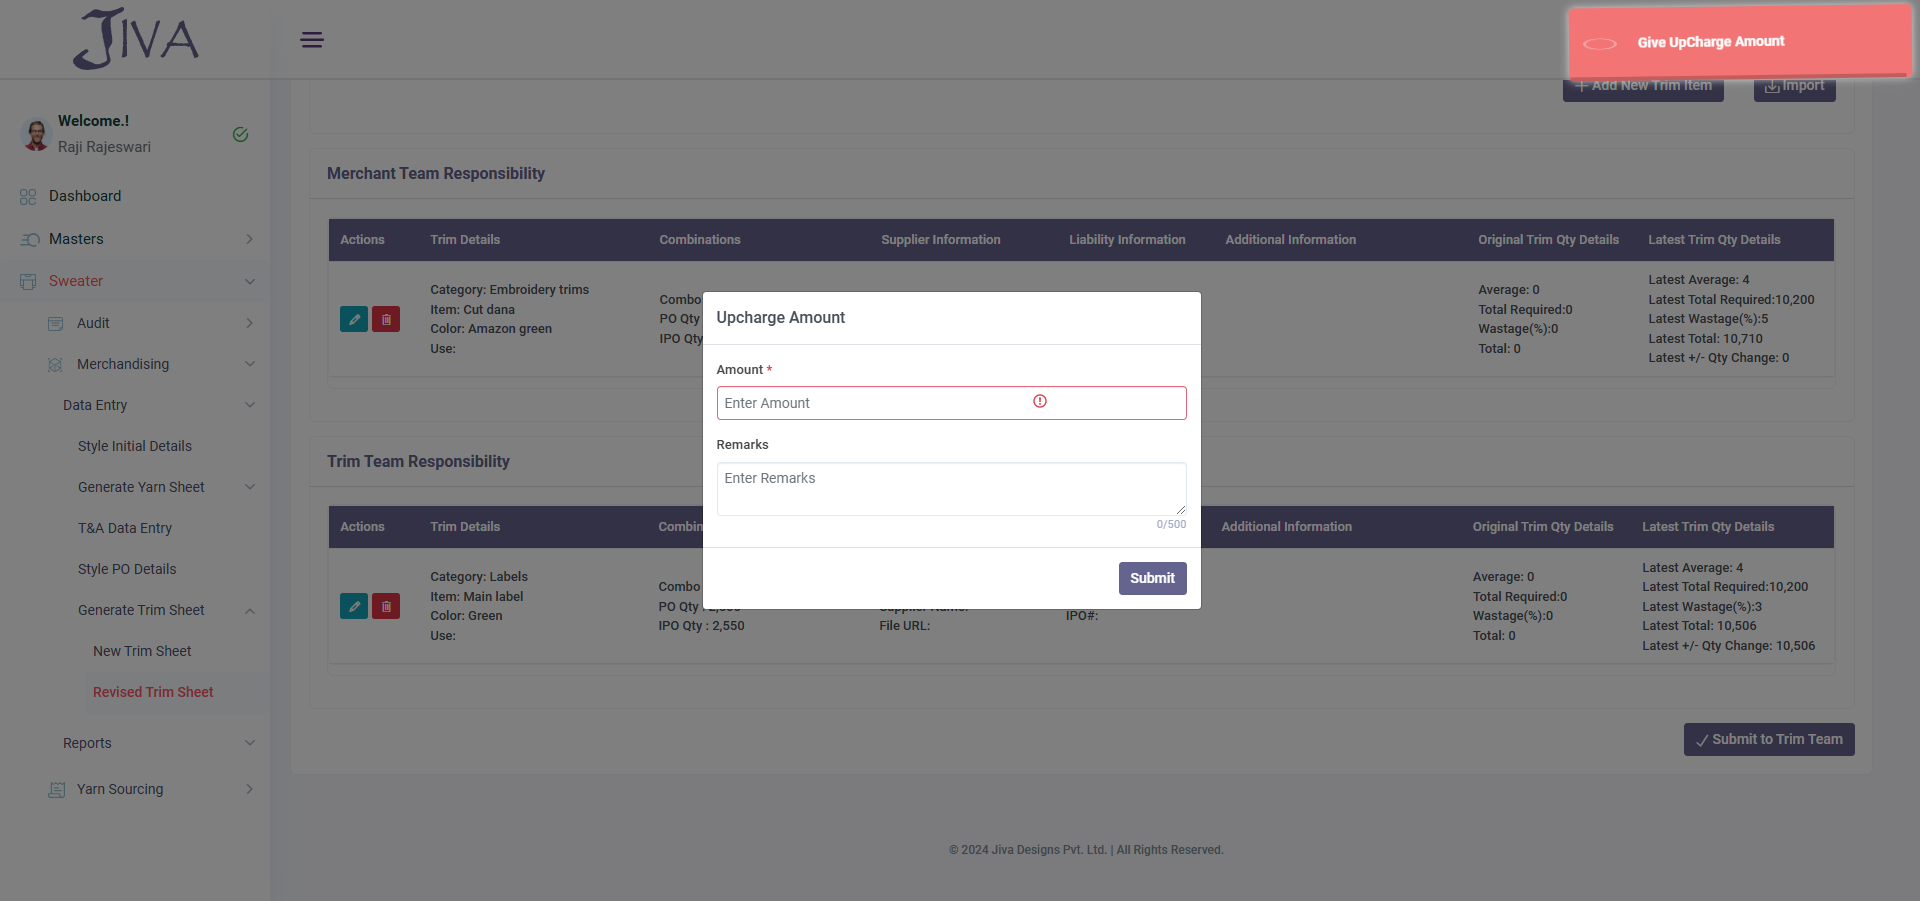 JIVA
Give UpCharge Amount
Add New Trim Item
Import
Welcome.!
Raji Rajeswari
Dashboard
Masters
Sweater
Audit
Merchandising
Data Entry
Style Initial Details
Generate Yarn Sheet
T&A Data Entry
Style PO Details
Generate Trim Sheet
New Trim Sheet
Revised Trim Sheet
Reports
Yarn Sourcing
Merchant Team Responsibility
Actions Trim Details Combinations Supplier Information Liability Information Additional Information Original Trim Qty Details Latest Trim Qty Details
Category: Embroidery trims
Item: Cut dana
Color: Amazon green
Use:
Combo
PO Qty
IPO Qty
Average: 0
Total Required:0
Wastage(%):0
Total: 0
Latest Average: 4
Latest Total Required:10,200
Latest Wastage(%):5
Latest Total: 10,710
Latest +/- Qty Change: 0
Upcharge Amount
Amount *
Enter Amount
Remarks
Enter Remarks
0/500
Submit
Trim Team Responsibility
Actions Trim Details Combin Additional Information Original Trim Qty Details Latest Trim Qty Details
Category: Labels
Item: Main label
Color: Green
Use:
Combo
PO Qty :
IPO Qty : 2,550
Supplier Name:
File URL:
IPO#:
Average: 0
Total Required:0
Wastage(%):0
Total: 0
Latest Average: 4
Latest Total Required:10,200
Latest Wastage(%):3
Latest Total: 10,506
Latest +/- Qty Change: 10,506
Submit to Trim Team
© 2024 Jiva Designs Pvt. Ltd. | All Rights Reserved.